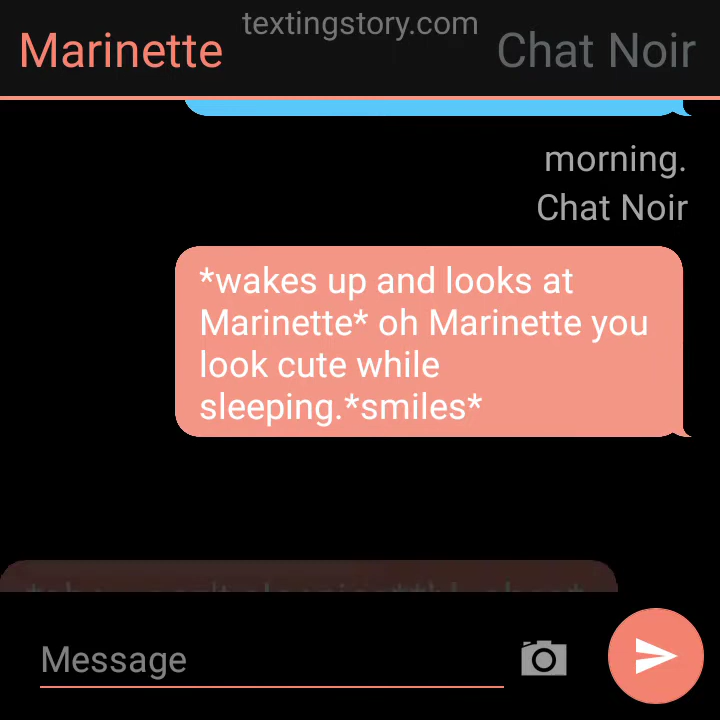 textingstory.com
Marinette
Chat Noir
morning.
Chat Noir
*wakes up and looks at
Marinette* oh Marinette you
look cute while
sleeping.*smiles*
Message